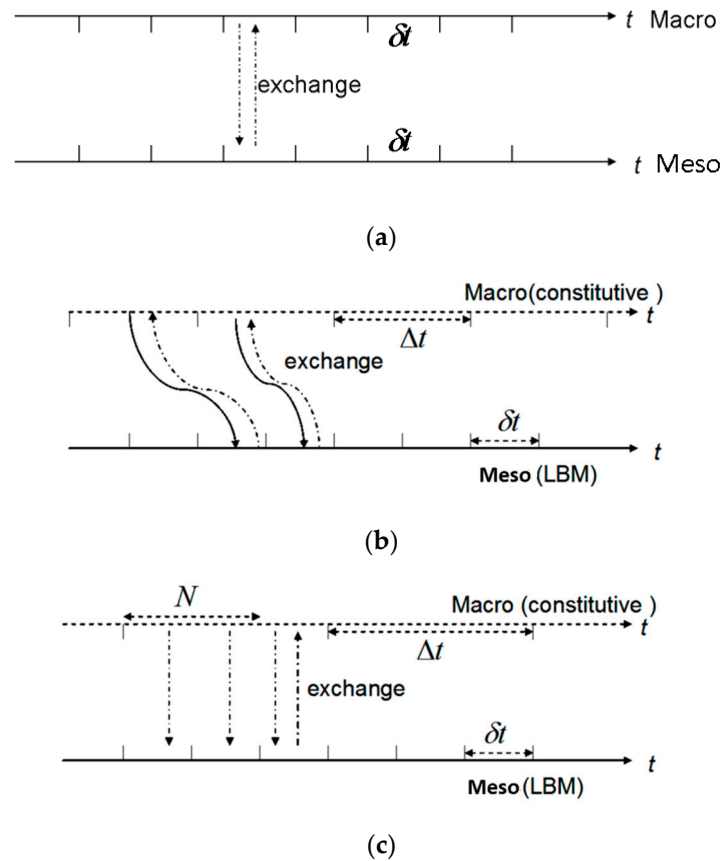 t Macro
δt
exchange
δt
t Meso
(a)
Macro(constitutive )
t
Δt
exchange
δt
t
Meso (LBM)
(b)
N
Macro (constitutive )
t
Δt
exchange
δt
t
Meso (LBM)
(c)